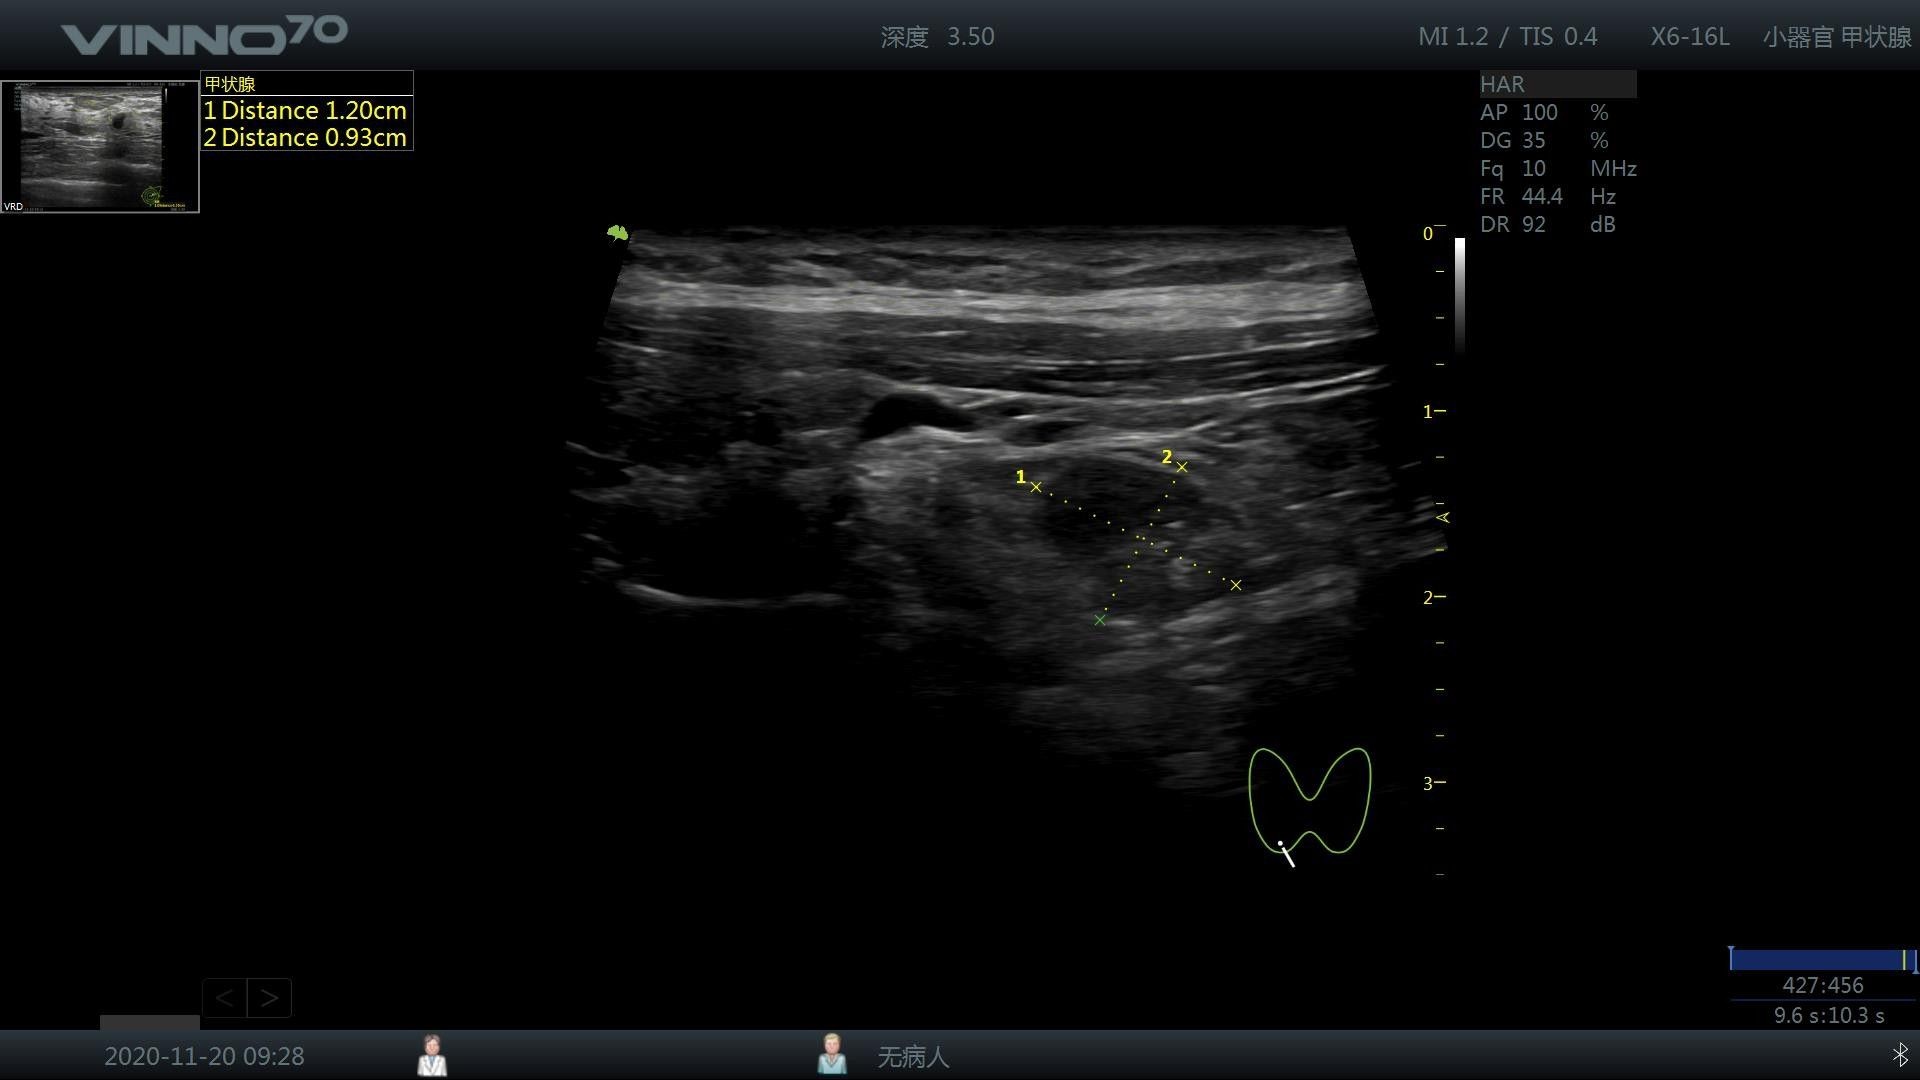 VINNO70
深度 3.50
MI 1.2 / TIS 0.4
X6-16L
小器官 甲状腺
甲状腺
1 Distance 1.20cm
2 Distance 0.93cm
VRD
HAR
AP 100 %
DG 35 %
Fq 10 MHz
FR 44.4 Hz
DR 92 dB
0
1
2
3
1
2
427:456
9.6 s:10.3 s
< >
2020-11-20 09:28
无病人